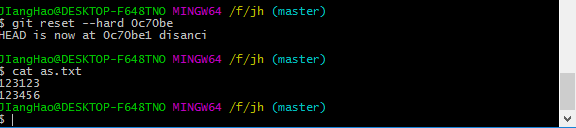 JIangHao@DESKTOP-F648TNO MINGW64 /f/jh (master)
$ git reset --hard 0c70be
HEAD is now at 0c70be1 disanci
JIangHao@DESKTOP-F648TNO MINGW64 /f/jh (master)
$ cat as.txt
123123
123456
JIangHao@DESKTOP-F648TNO MINGW64 /f/jh (master)
$